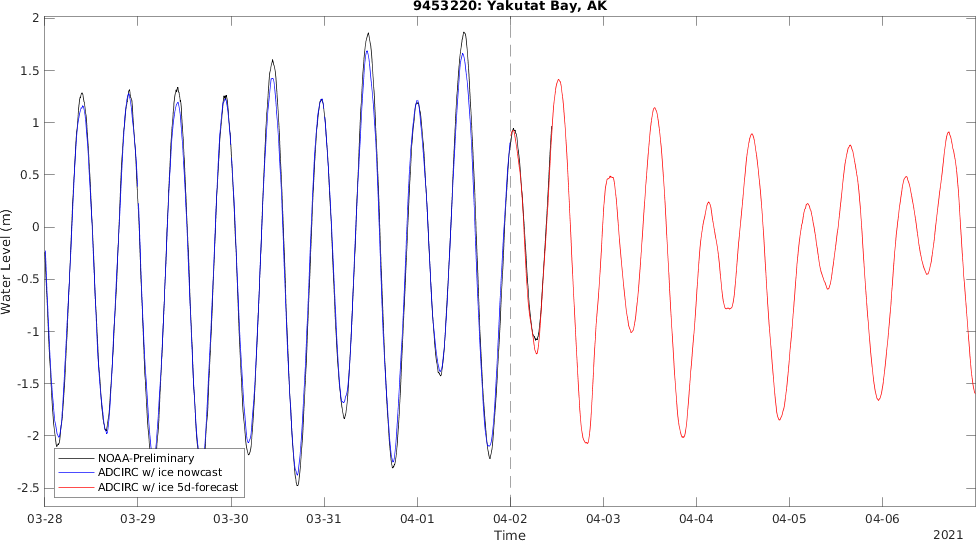 9453220: Yakutat Bay, AK
Water Level (m)
2
1.5
1
0.5
0
-0.5
-1
-1.5
-2
-2.5
NOAA-Preliminary
ADCIRC w/ ice nowcast
ADCIRC w/ ice 5d-forecast
03-28 03-29 03-30 03-31 04-01 04-02 04-03 04-04 04-05 04-06
Time
2021